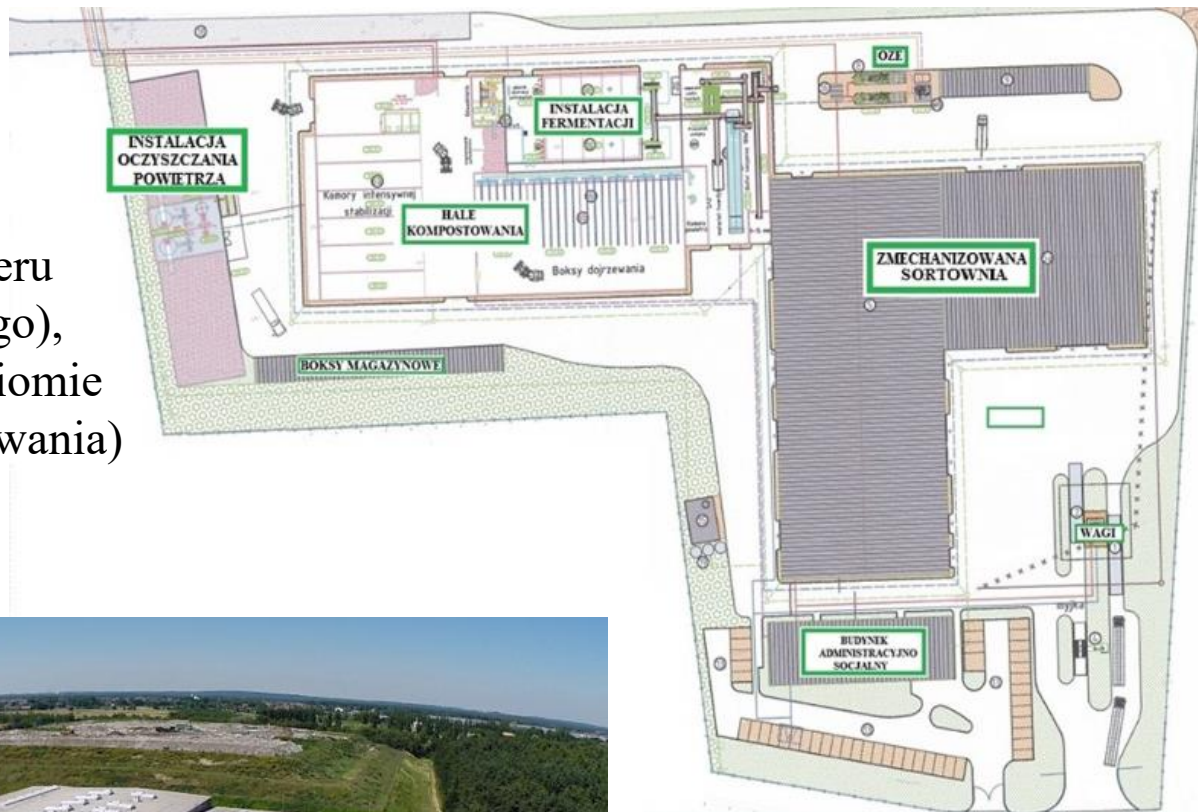 OZE
INSTALACJA
FERMENTACJI
INSTALACJA
OCZYSZCZANIA
POWIETRZA
Komory intensywnej
stabilizacji
HALE
KOMPOSTOWANIA
Boksy dojrzewania
ZMECHANIZOWANA
SORTOWNIA
eru
go),
iomie
wania)
BOKSY MAGAZYNOWE
WAGI
myjka
BUDYNEK
ADMINISTRACYJNO
SOCJALNY